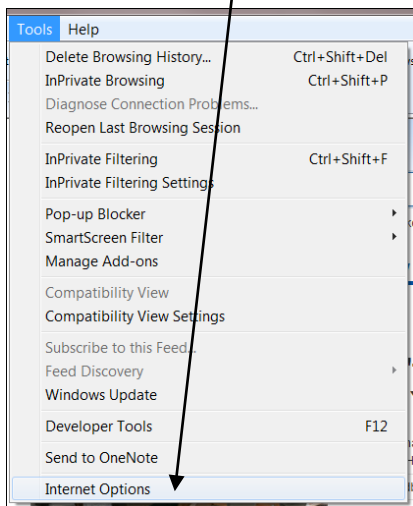 Tools Help
Delete Browsing History... Ctrl+Shift+Del
InPrivate Browsing Ctrl+Shift+P
Diagnose Connection Problems...
Reopen Last Browsing Session
InPrivate Filtering Ctrl+Shift+F
InPrivate Filtering Settings
Pop-up Blocker
SmartScreen Filter
Manage Add-ons
Compatibility View
Compatibility View Settings
Subscribe to this Feed...
Feed Discovery
Windows Update
Developer Tools F12
Send to OneNote
Internet Options